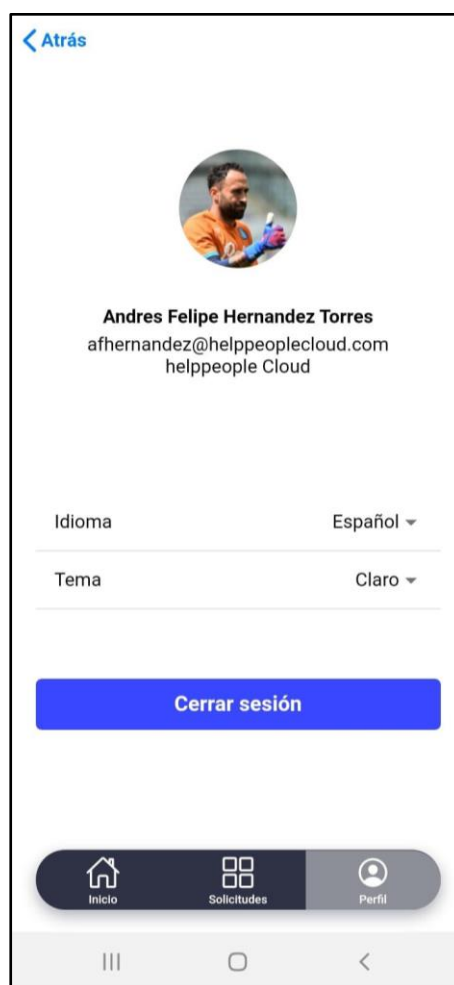 Atrás
Andres Felipe Hernandez Torres
afhernandez@helppeoplecloud.com
helppeople Cloud
Idioma Español
Tema Claro
Cerrar sesión
Inicio Solicitudes Perfil